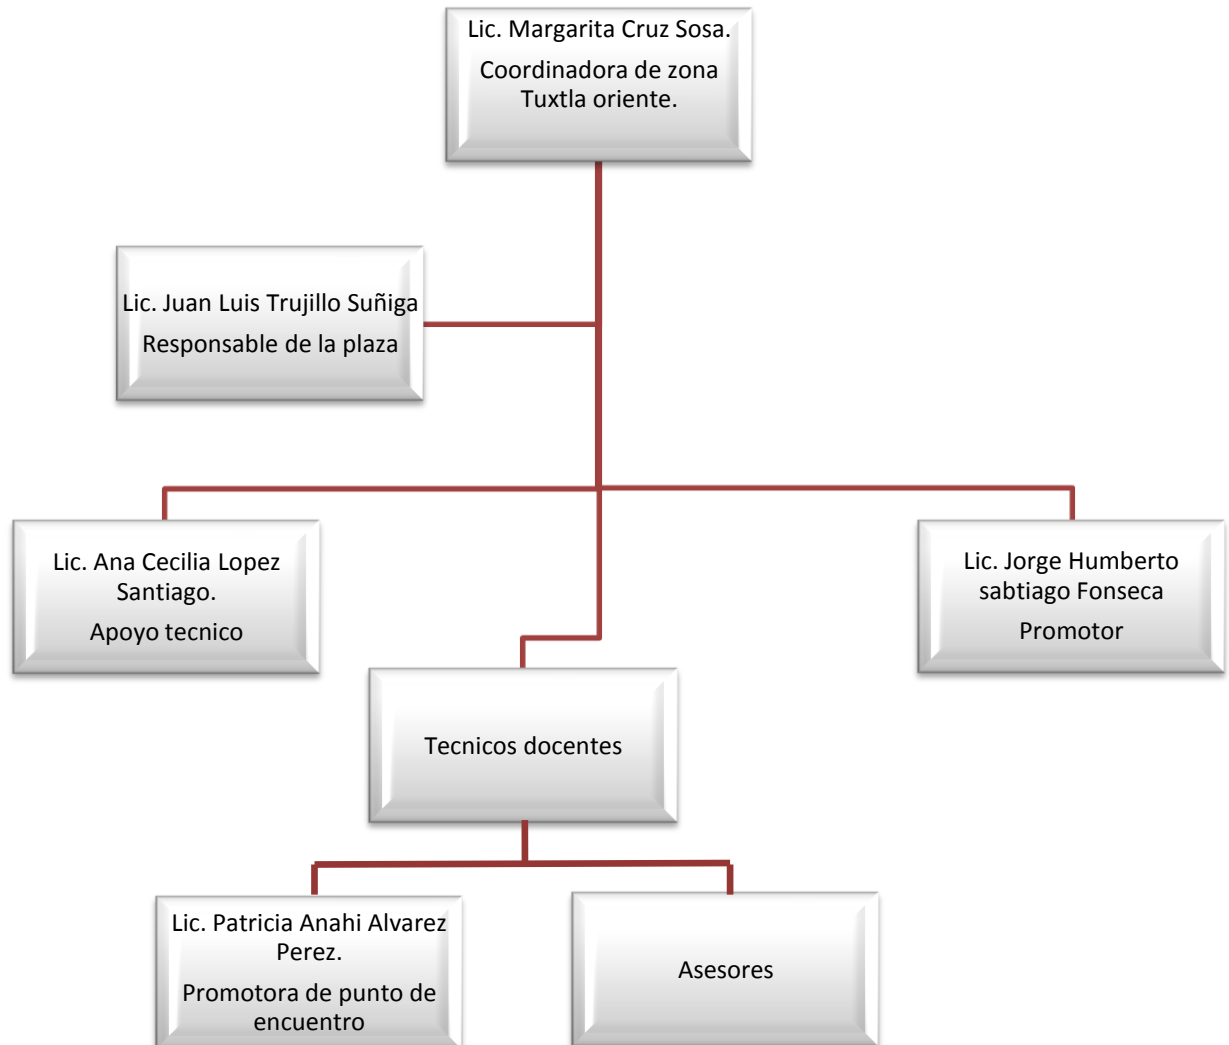 Lic. Margarita Cruz Sosa.
Coordinadora de zona
Tuxtla oriente.
Lic. Juan Luis Trujillo Suñiga
Responsable de la plaza
Lic. Ana Cecilia Lopez
Santiago.
Apoyo tecnico
Lic. Jorge Humberto
sabtiago Fonseca
Promotor
Tecnicos docentes
Lic. Patricia Anahi Alvarez
Perez.
Promotora de punto de
encuentro
Asesores